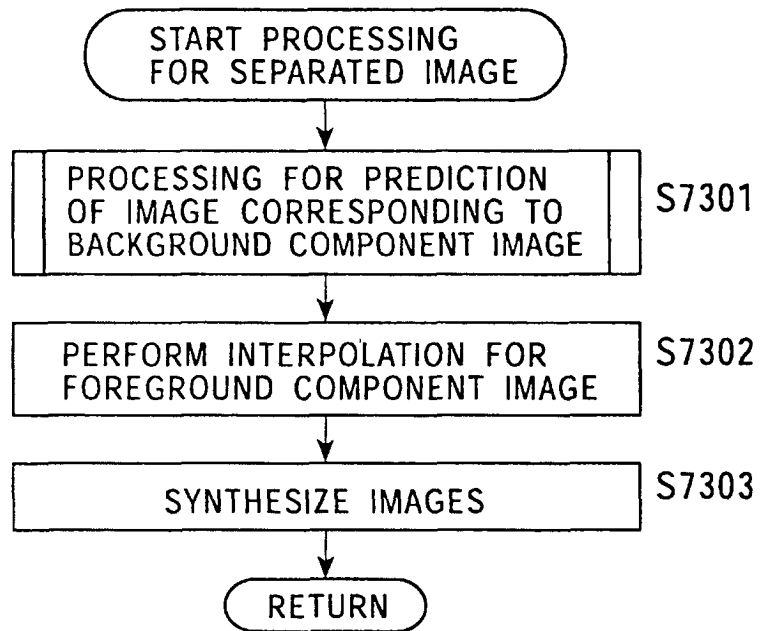 START PROCESSING
FOR SEPARATED IMAGE
PROCESSING FOR PREDICTION
OF IMAGE CORRESPONDING TO
BACKGROUND COMPONENT IMAGE
S7301
PERFORM INTERPOLATION FOR
FOREGROUND COMPONENT IMAGE
S7302
SYNTHESIZE IMAGES
S7303
RETURN